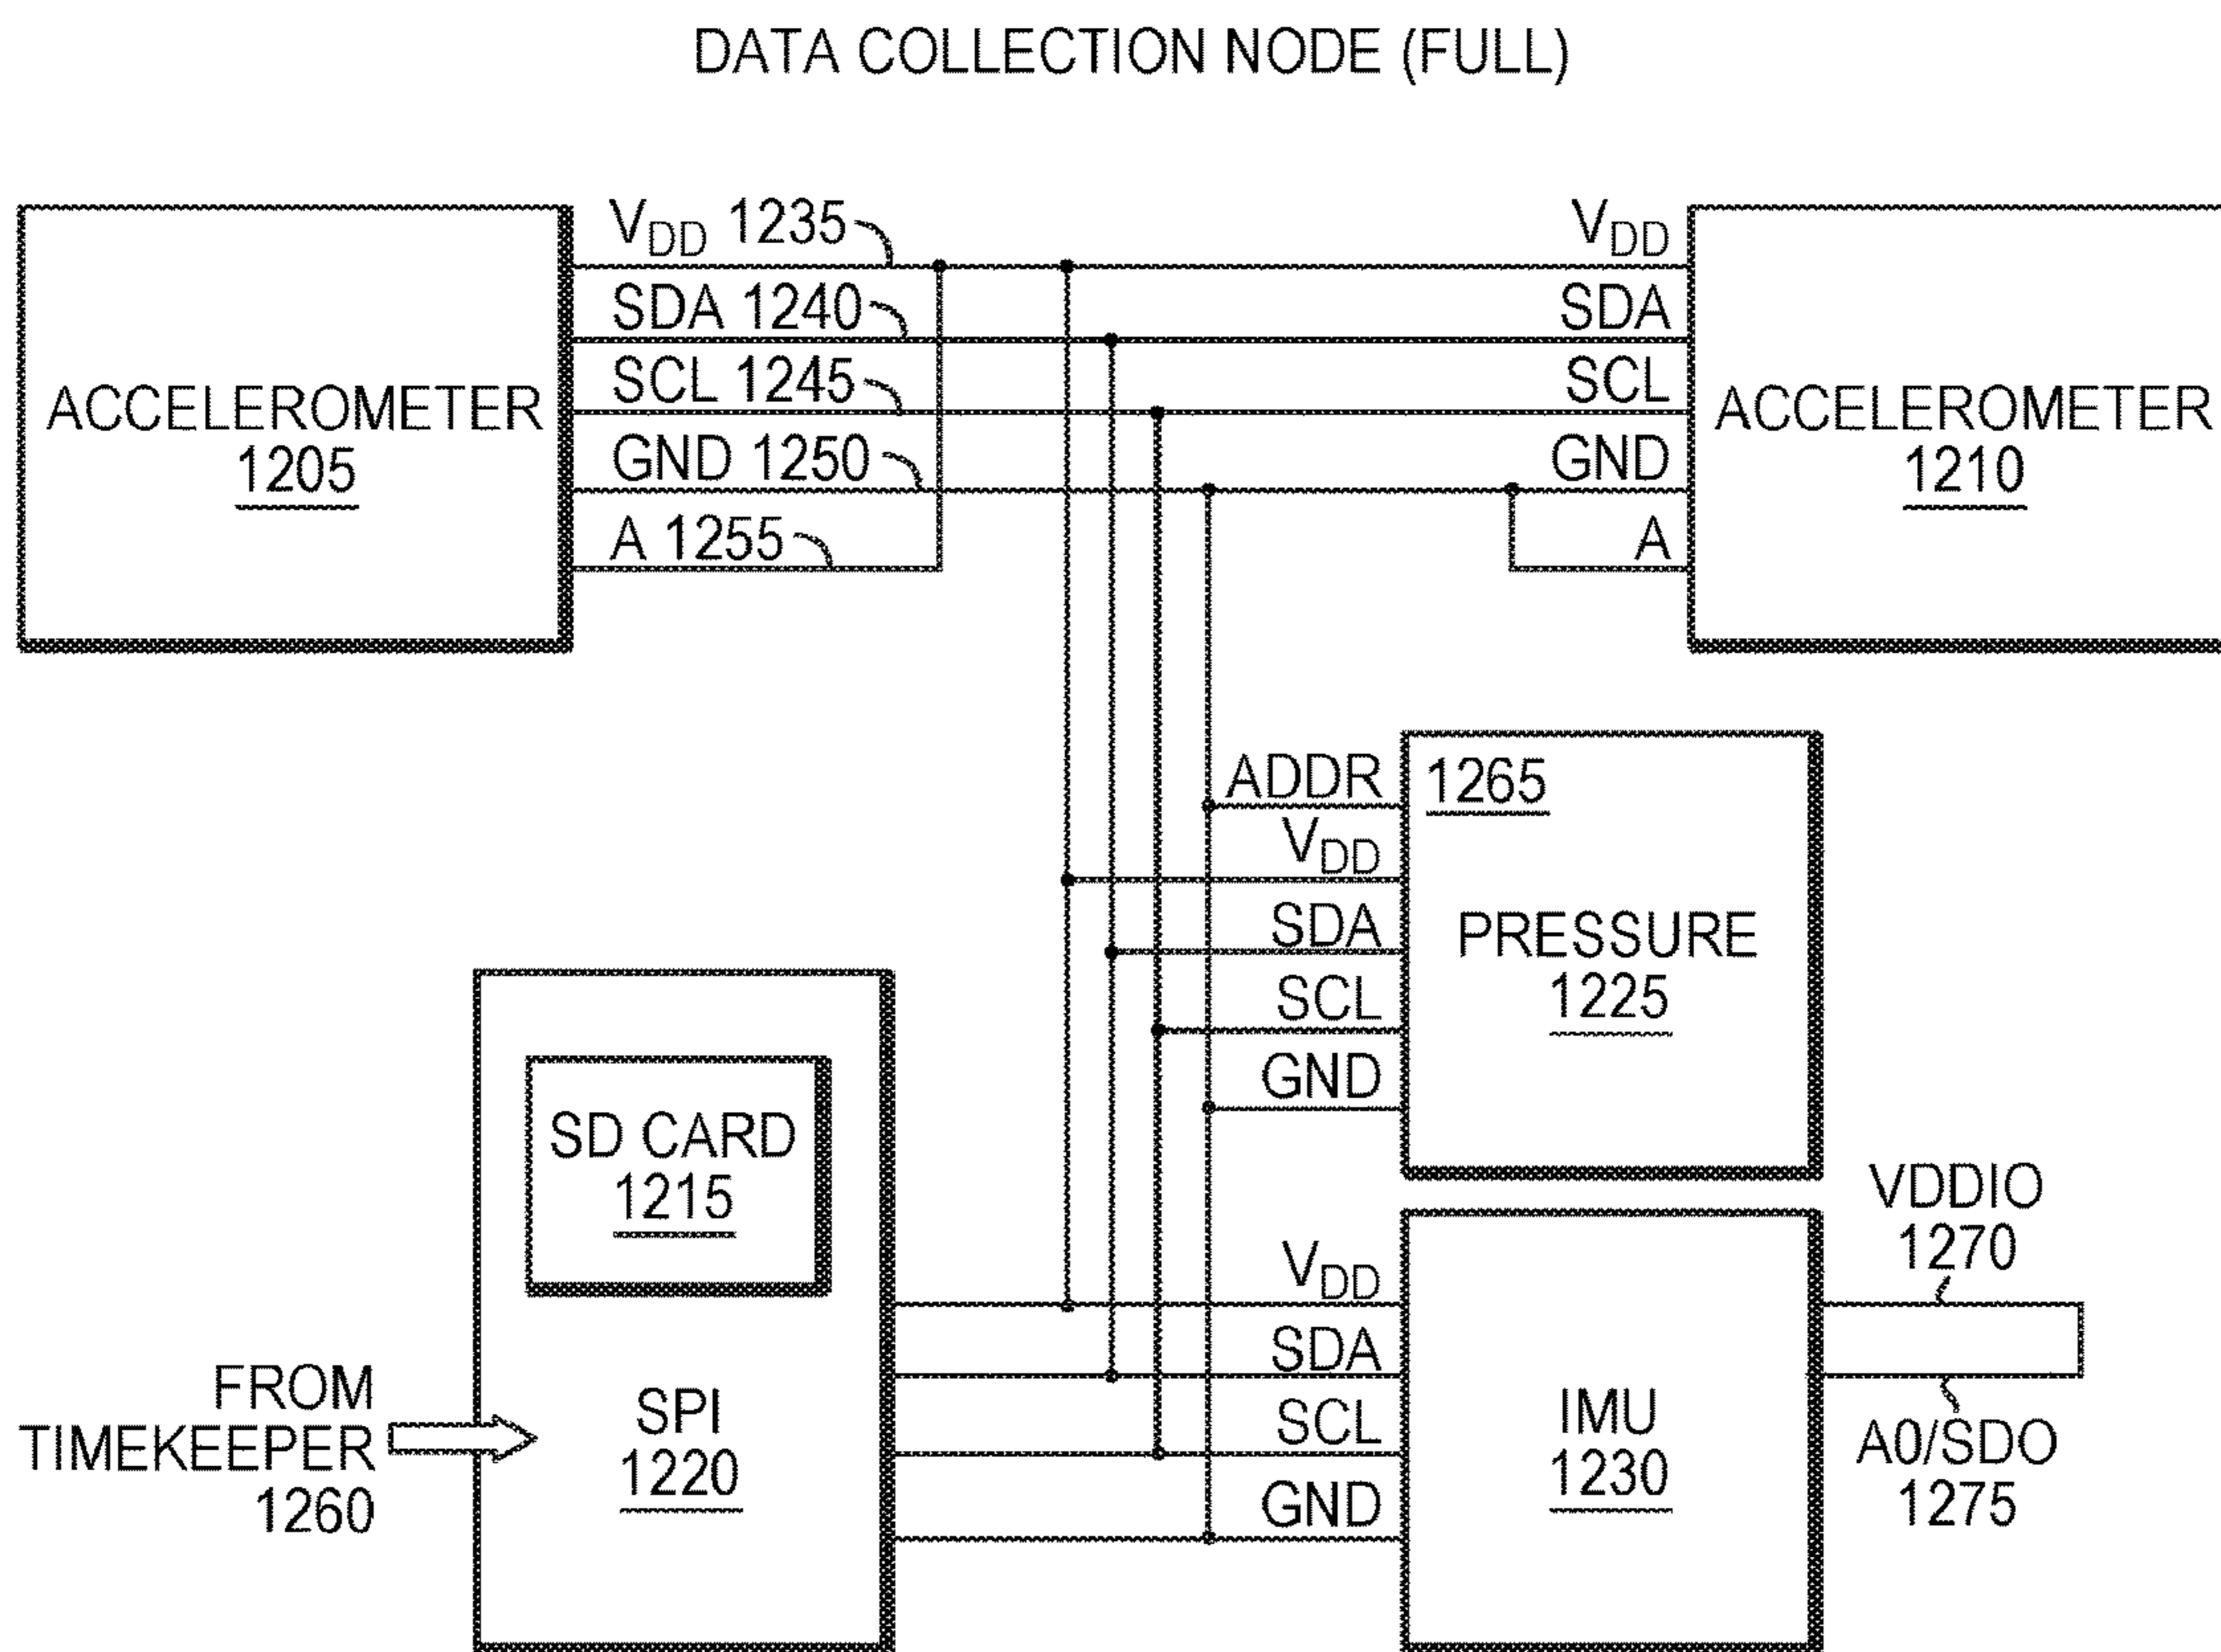 DATA COLLECTION NODE (FULL)
ACCELEROMETER
1205
VDD 1235
SDA 1240
SCL 1245
GND 1250
A 1255
VDD
SDA
SCL
GND
A
ACCELEROMETER
1210
ADDR
VDD
SDA
SCL
GND
1265
PRESSURE
1225
SD CARD
1215
SPI
1220
FROM
TIMEKEEPER
1260
VDD
SDA
SCL
GND
IMU
1230
VDDIO
1270
A0/SDO
1275